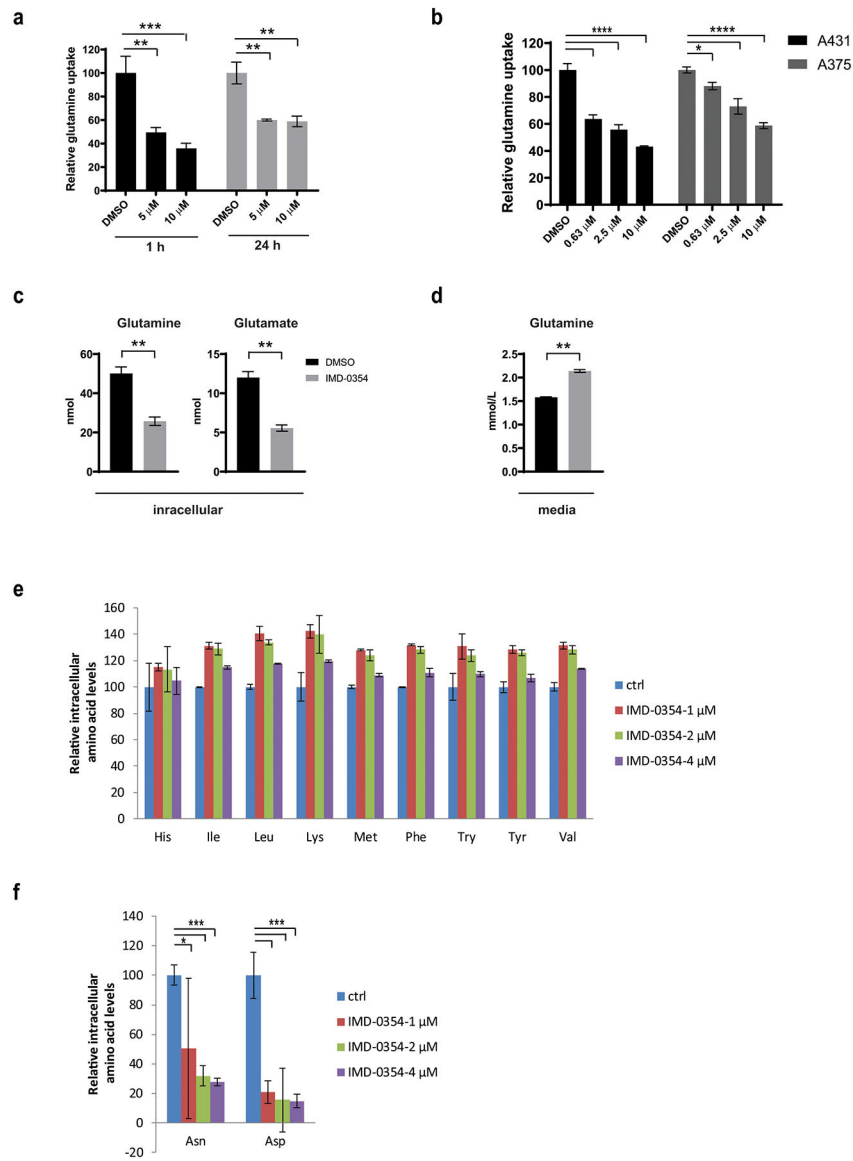 a
Relative glutamine uptake
120
100
80
60
40
20
0
***
**
**
**
DMSO
5 µM
10 µM
DMSO
5 µM
10 µM
1 h
24 h
b
Relative glutamine uptake
120
100
80
60
40
20
0
****
****
*
A431
A375
DMSO
0.63 µM
2.5 µM
10 µM
DMSO
0.63 µM
2.5 µM
10 µM
c
Glutamine
Glutamate
nmol
60
40
20
0
**
nmol
15
10
5
0
**
DMSO
IMD-0354
inracellular
d
Glutamine
mmol/L
2.5
2.0
1.5
1.0
0.5
0.0
**
media
e
Relative intracellular
amino acid levels
160
140
120
100
80
60
40
20
0
His Ile Leu Lys Met Phe Try Tyr Val
ctrl
IMD-0354-1 µM
IMD-0354-2 µM
IMD-0354-4 µM
f
Relative intracellular
amino acid levels
140
120
100
80
60
40
20
0
-20
***
*
***
Asn Asp
ctrl
IMD-0354-1 µM
IMD-0354-2 µM
IMD-0354-4 µM